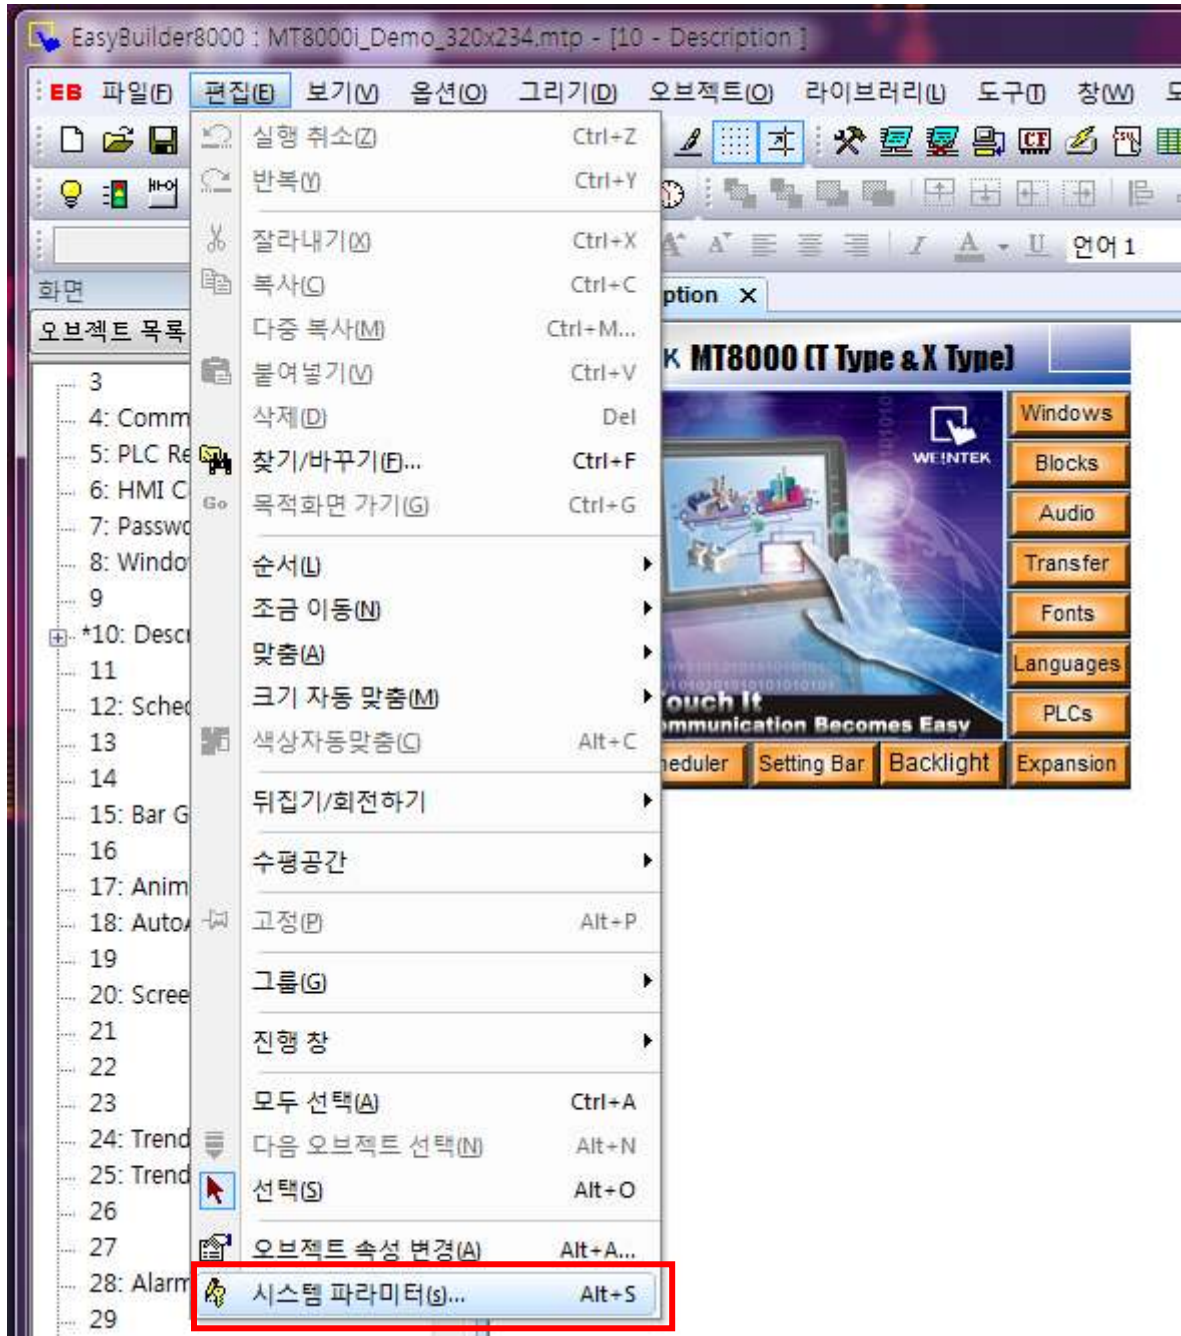 EasyBuilder8000 : MT8000i_Demo_320x234.mtp - [10 - Description ]
EB 파일(F) 편집(E) 보기(V) 옵션(O) 그리기(D) 오브젝트(O) 라이브러리(L) 도구(T) 창(W)
CF
언어 1
화면
오브젝트 목록
ption X
실행 취소(Z) Ctrl+Z
반복(Y) Ctrl+Y
잘라내기(X) Ctrl+X
복사(C) Ctrl+C
다중 복사(M) Ctrl+M...
붙여넣기(V) Ctrl+V
삭제(D) Del
찾기/바꾸기(F)... Ctrl+F
Go 목적화면 가기(G) Ctrl+G
순서(L)
조금 이동(N)
맞춤(A)
크기 자동 맞춤(M)
색상자동맞춤(C) Alt+C
뒤집기/회전하기
수평공간
고정(P) Alt+P
그룹(G)
진행 창
모두 선택(A) Ctrl+A
다음 오브젝트 선택(N) Alt+N
선택(S) Alt+O
오브젝트 속성 변경(A) Alt+A...
시스템 파라미터(s)... Alt+S
3
4: Comm
5: PLC Re
6: HMI C
7: Passwo
8: Windo
9
*10: Descr
11
12: Sched
13
14
15: Bar G
16
17: Anim
18: AutoA
19
20: Scree
21
22
23
24: Trend
25: Trend
26
27
28: Alarm
29
K MT8000 (T Type & X Type)
WEINTEK
Touch It
ommunication Becomes Easy
Windows
Blocks
Audio
Transfer
Fonts
Languages
PLCs
heduler Setting Bar Backlight Expansion